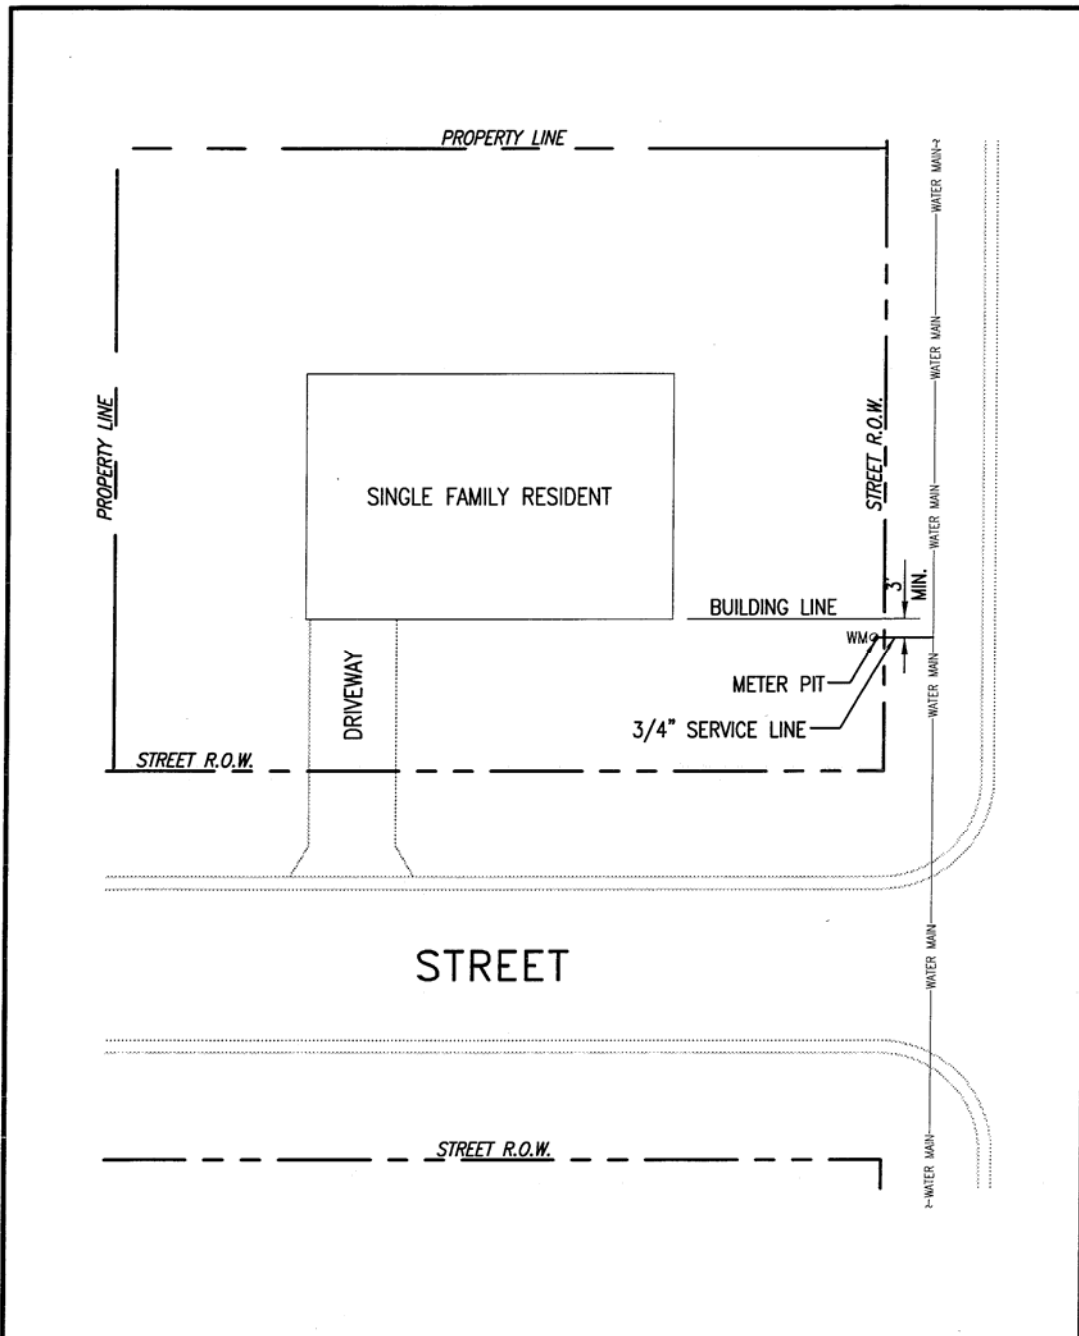 PROPERTY LINE
WATER MAIN
WATER MAIN
PROPERTY LINE
STREET R.O.W.
SINGLE FAMILY RESIDENT
WATER MAIN
3'
MIN.
BUILDING LINE
WM
METER PIT
WATER MAIN
3/4" SERVICE LINE
DRIVEWAY
STREET R.O.W.
STREET
WATER MAIN
STREET R.O.W.
WATER MAIN